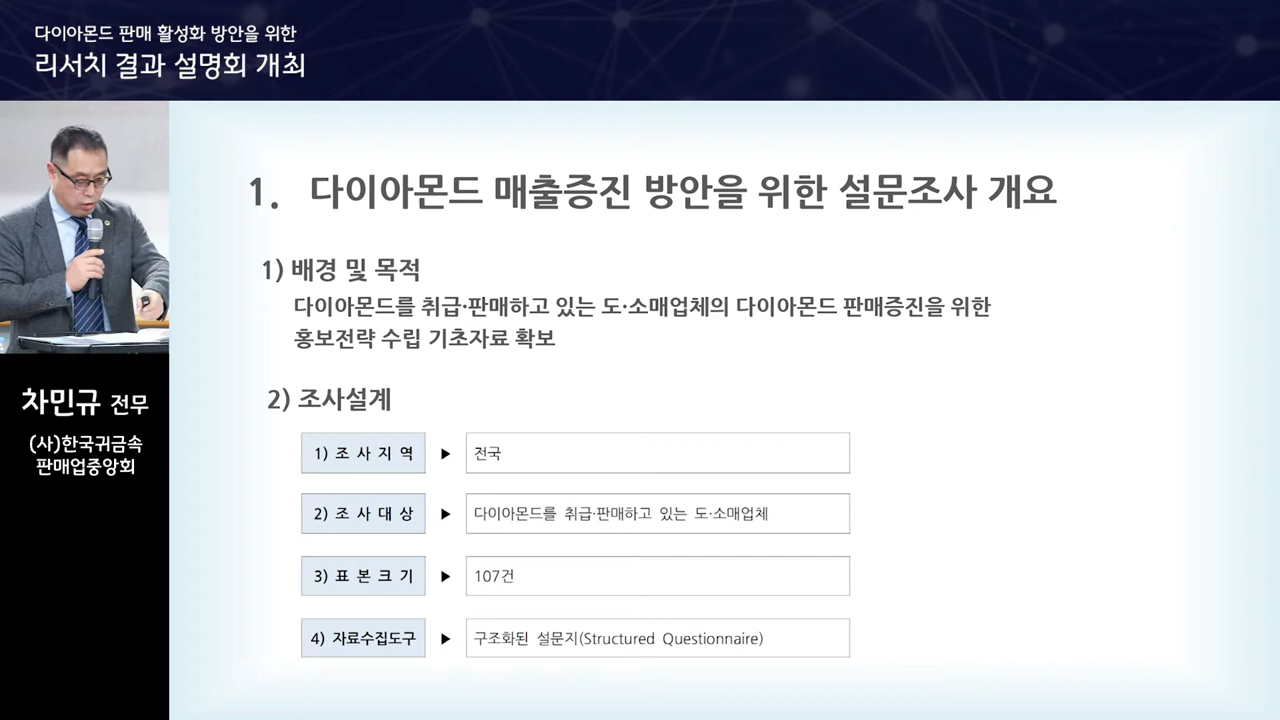 다이아몬드 판매 활성화 방안을 위한
리서치 결과 설명회 개최
차민규 전무
(사)한국귀금속
판매업중앙회
1. 다이아몬드 매출증진 방안을 위한 설문조사 개요
1) 배경 및 목적
다이아몬드를 취급·판매하고 있는 도·소매업체의 다이아몬드 판매증진을 위한
홍보전략 수립 기초자료 확보
2) 조사설계
1) 조 사 지 역 ▶ 전국
2) 조 사 대 상 ▶ 다이아몬드를 취급·판매하고 있는 도·소매업체
3) 표 본 크 기 ▶ 107건
4) 자료수집도구 ▶ 구조화된 설문지(Structured Questionnaire)